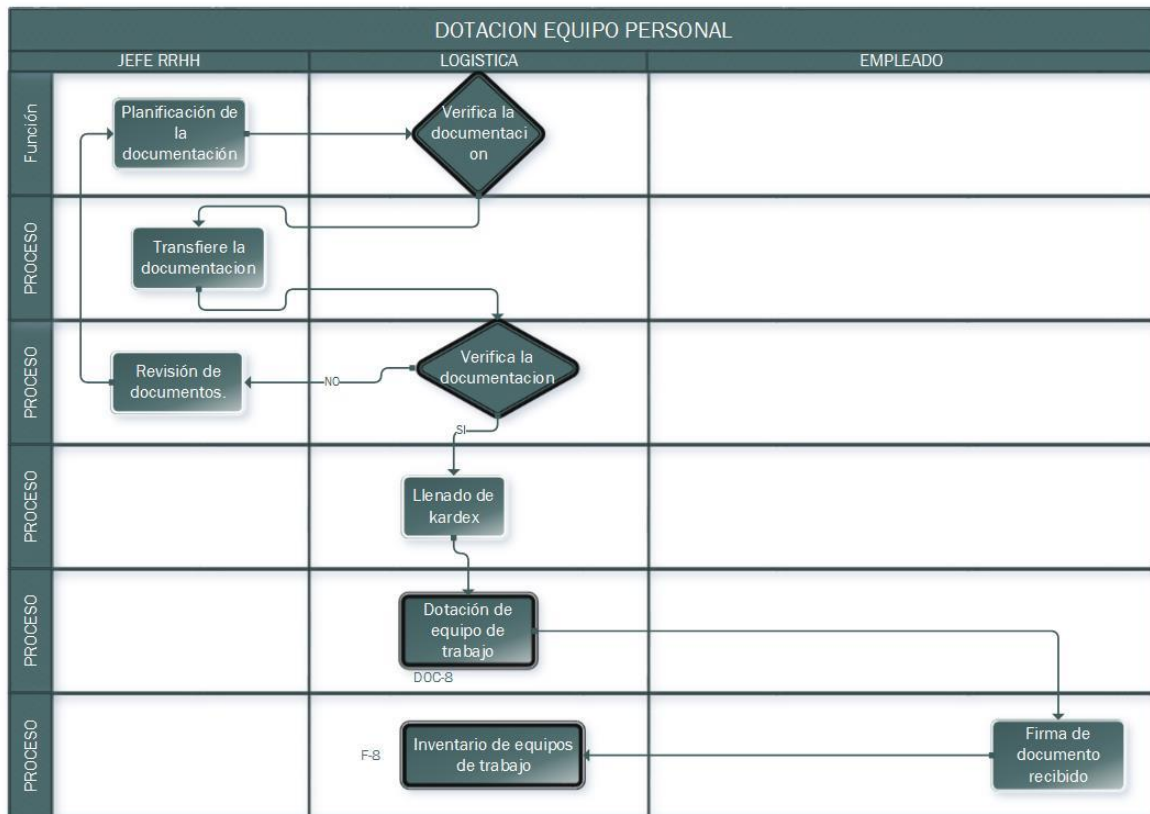 DOTACION EQUIPO PERSONAL
JEFE RRHH
LOGISTICA
EMPLEADO
Función
Planificación de
la
documentación
Verifica la
documentaci
on
PROCESO
Transfiere la
documentacion
PROCESO
Revisión de
documentos.
NO
Verifica la
documentacion
SI
PROCESO
Llenado de
kardex
PROCESO
Dotación de
equipo de
trabajo
DOC-8
PROCESO
F-8
Inventario de equipos
de trabajo
Firma de
documento
recibido